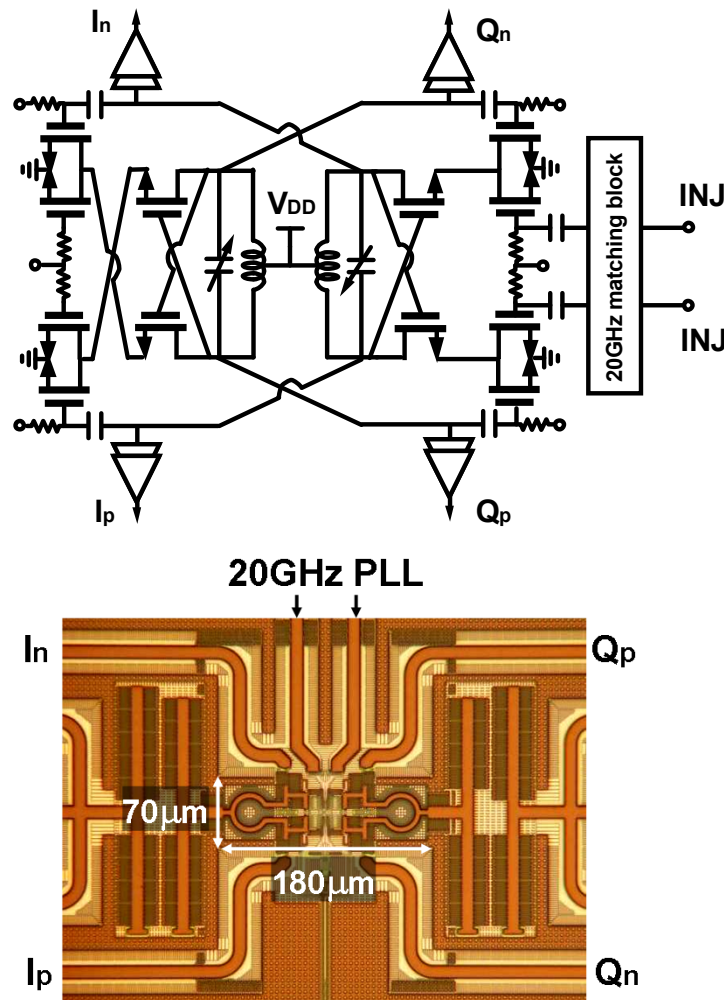 In
Qn
VDD
20GHz matching block
INJ
INJ
Ip
Qp
20GHz PLL
In
Qp
70µm
180µm
Ip
Qn